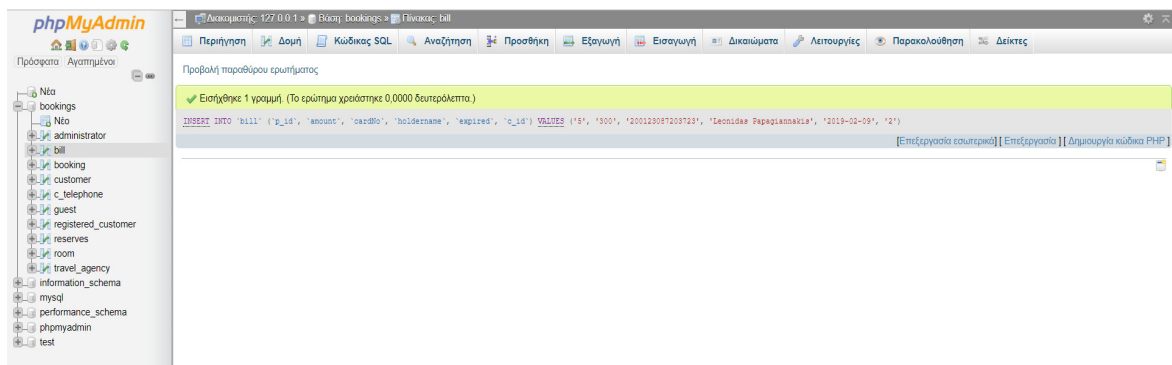 phpMyAdmin
Πρόσφατα Αγαπημένοι
Νέα
bookings
Νέο
administrator
bill
booking
customer
c_telephone
guest
registered_customer
reserves
room
travel_agency
information_schema
mysql
performance_schema
phpmyadmin
test
Διακομιστής: 127.0.0.1 » Βάση: bookings » Πίνακας: bill
Περιήγηση Δομή Κώδικας SQL Αναζήτηση Προσθήκη Εξαγωγή Εισαγωγή Δικαιώματα Λειτουργίες Παρακολούθηση Δείκτες
Προβολή παραθύρου ερωτήματος
Εισήχθηκε 1 γραμμή. (Το ερώτημα χρειάστηκε 0,0000 δευτερόλεπτα.)
INSERT INTO `bill` (`p_id`, `amount`, `cardNo`, `holdername`, `expired`, `c_id`) VALUES ('5', '300', '200123087203723', 'Leonidas Papagiannakis', '2019-02-09', '2')
[Επεξεργασία εσωτερικά] [ Επεξεργασία ] [ Δημιουργία κώδικα PHP ]